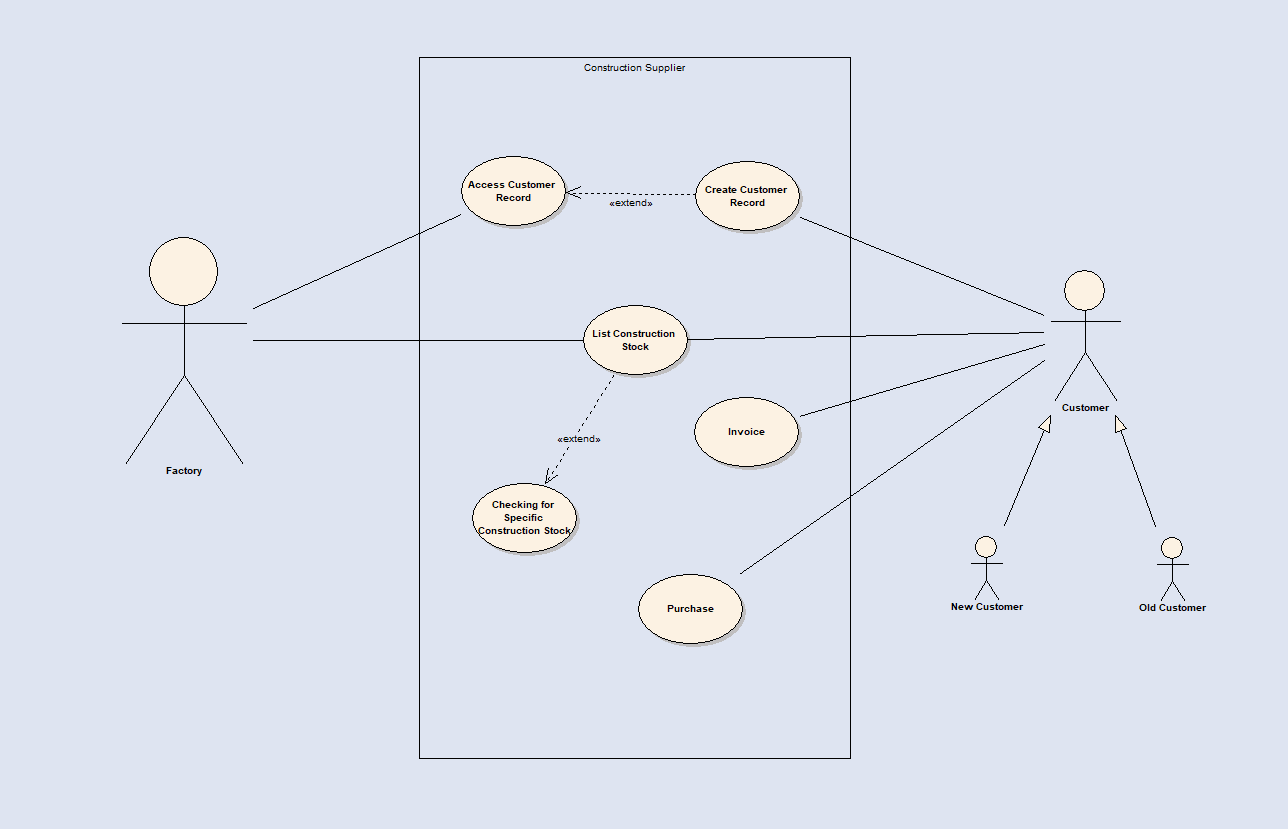 Construction Supplier
Access Customer
Record
«extend»
Create Customer
Record
List Construction
Stock
Customer
Invoice
«extend»
Factory
Checking for
Specific
Construction Stock
Purchase
New Customer
Old Customer